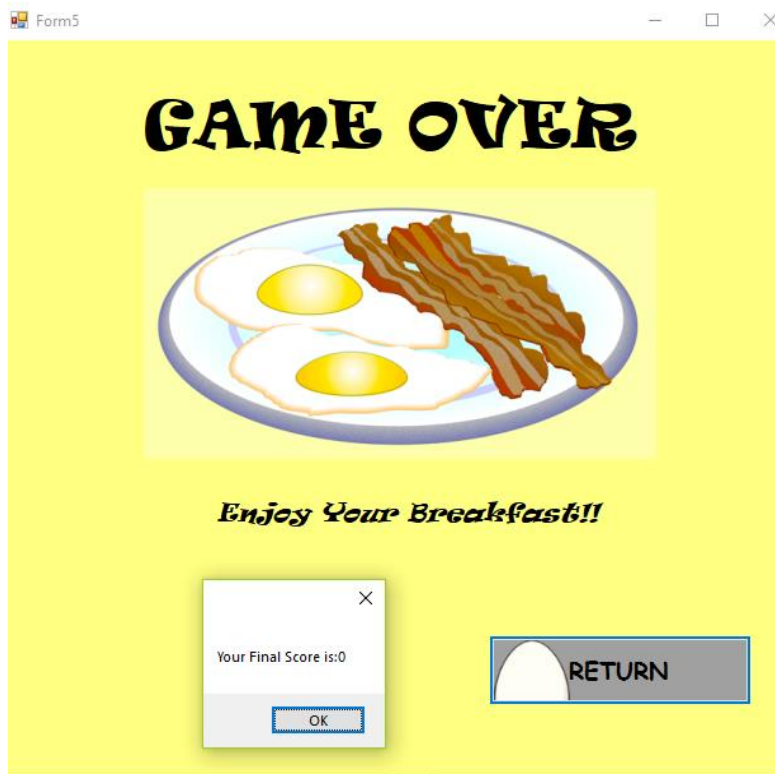 Form5
GAME OVER
Enjoy Your Breakfast!!
Your Final Score is:0
OK
RETURN